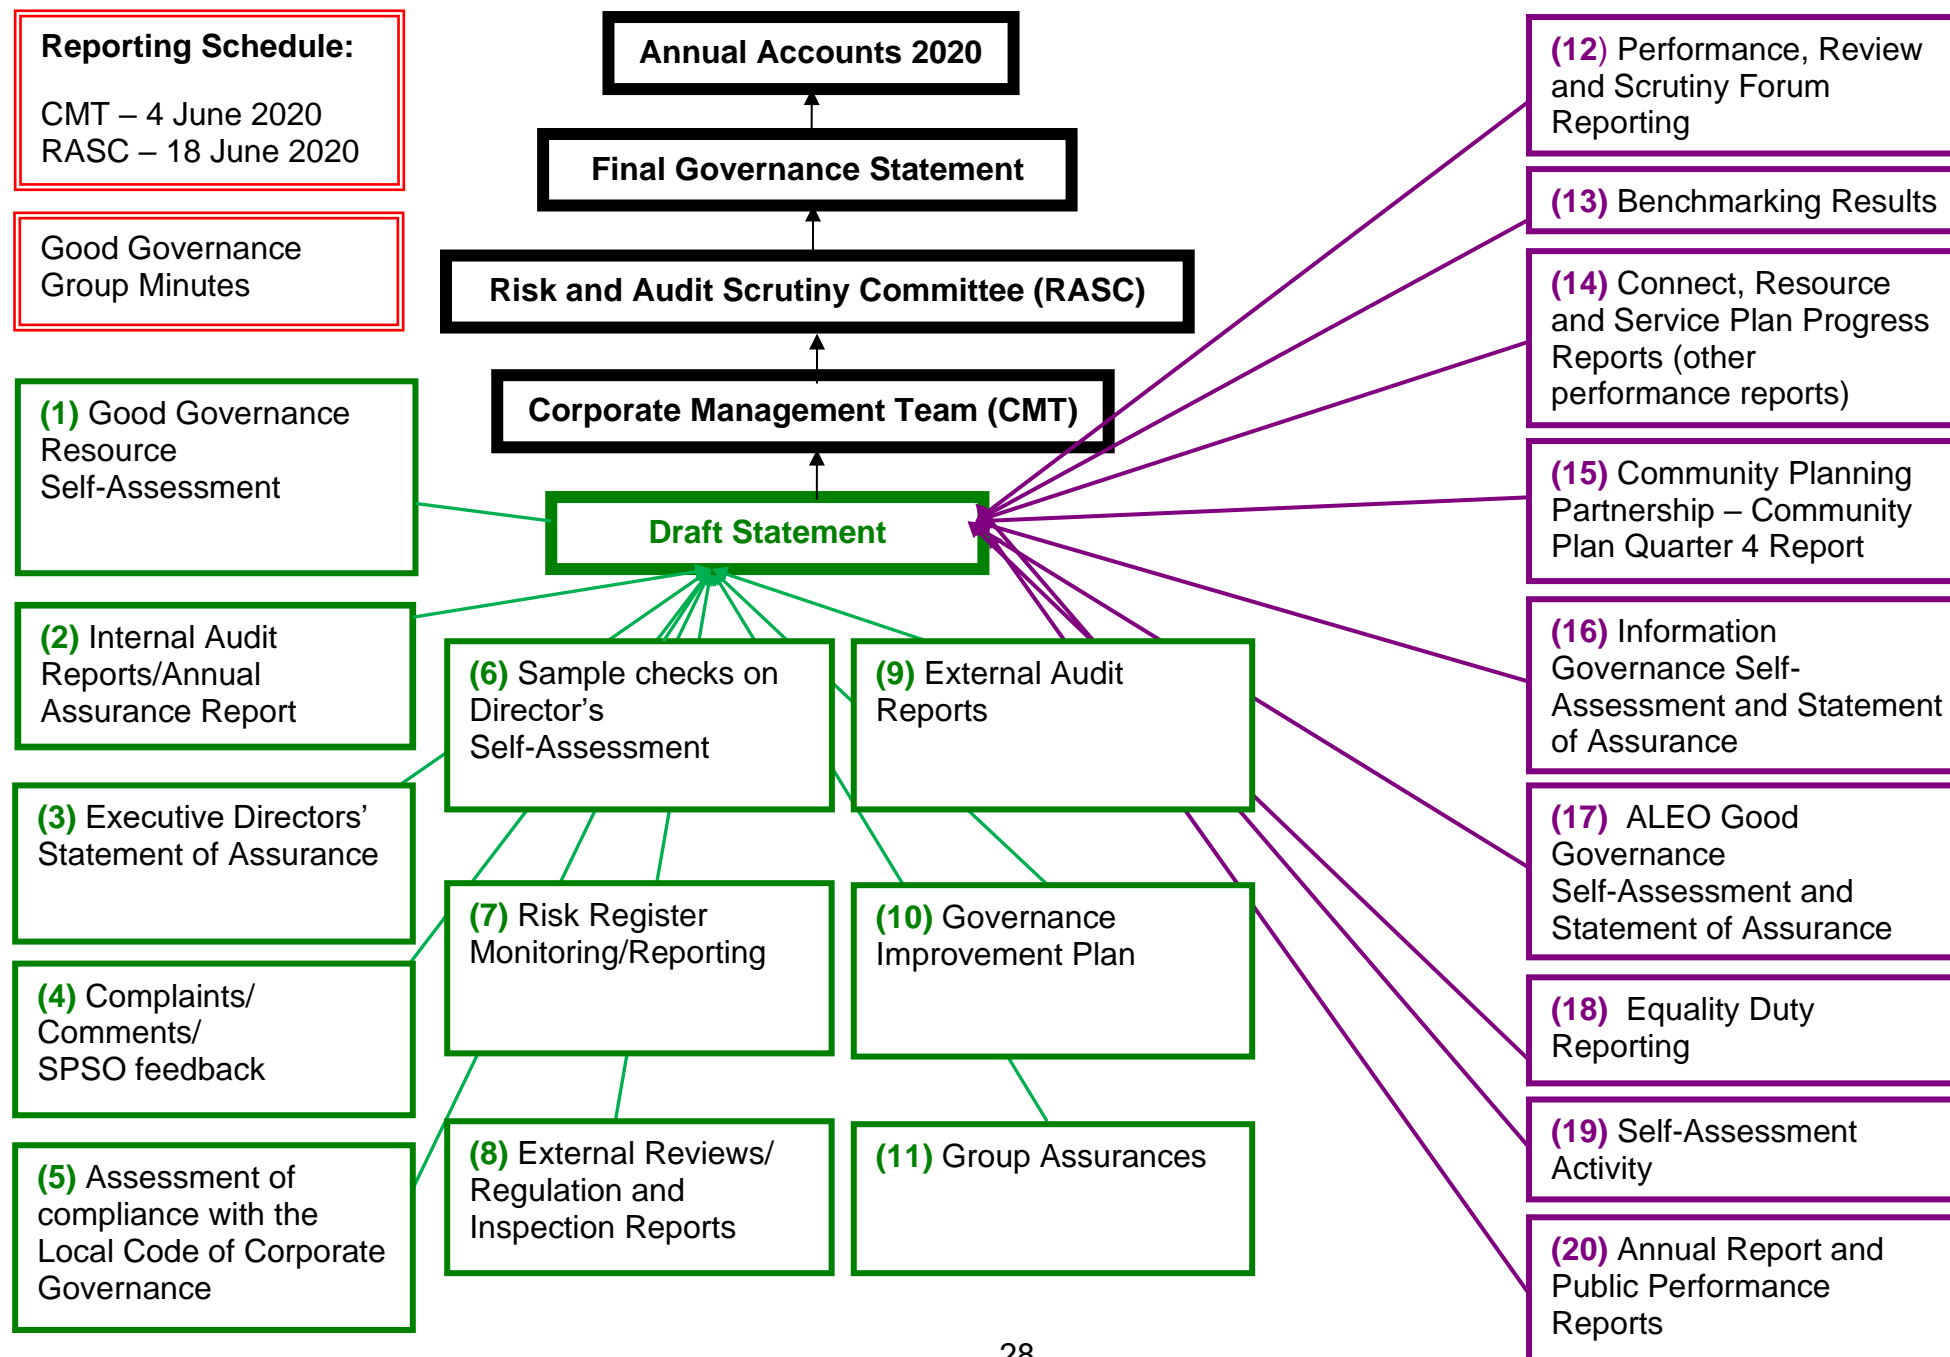 Reporting Schedule:
CMT – 4 June 2020
RASC – 18 June 2020
Good Governance
Group Minutes
Annual Accounts 2020
Final Governance Statement
Risk and Audit Scrutiny Committee (RASC)
Corporate Management Team (CMT)
Draft Statement
(1) Good Governance
Resource
Self-Assessment
(2) Internal Audit
Reports/Annual
Assurance Report
(3) Executive Directors’
Statement of Assurance
(4) Complaints/
Comments/
SPSO feedback
(5) Assessment of
compliance with the
Local Code of Corporate
Governance
(6) Sample checks on
Director’s
Self-Assessment
(7) Risk Register
Monitoring/Reporting
(8) External Reviews/
Regulation and
Inspection Reports
(9) External Audit
Reports
(10) Governance
Improvement Plan
(11) Group Assurances
(12) Performance, Review
and Scrutiny Forum
Reporting
(13) Benchmarking Results
(14) Connect, Resource
and Service Plan Progress
Reports (other
performance reports)
(15) Community Planning
Partnership – Community
Plan Quarter 4 Report
(16) Information
Governance Self-
Assessment and Statement
of Assurance
(17) ALEO Good
Governance
Self-Assessment and
Statement of Assurance
(18) Equality Duty
Reporting
(19) Self-Assessment
Activity
(20) Annual Report and
Public Performance
Reports
28